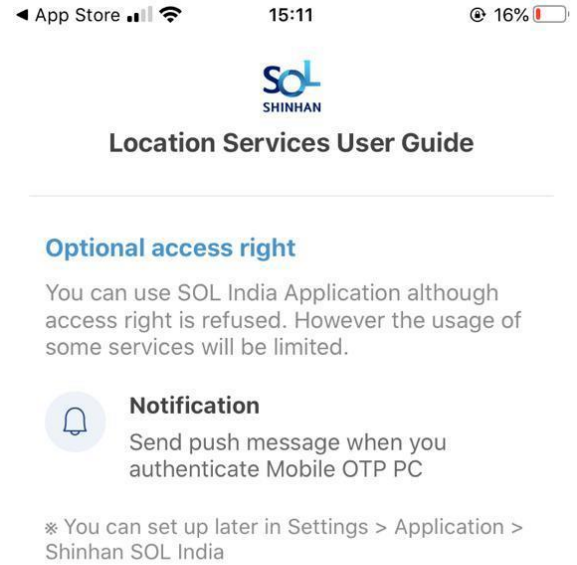 ◀ App Store 15:11 16%
SOL
SHINHAN
Location Services User Guide
Optional access right
You can use SOL India Application although
access right is refused. However the usage of
some services will be limited.
Notification
Send push message when you
authenticate Mobile OTP PC
※ You can set up later in Settings > Application >
Shinhan SOL India